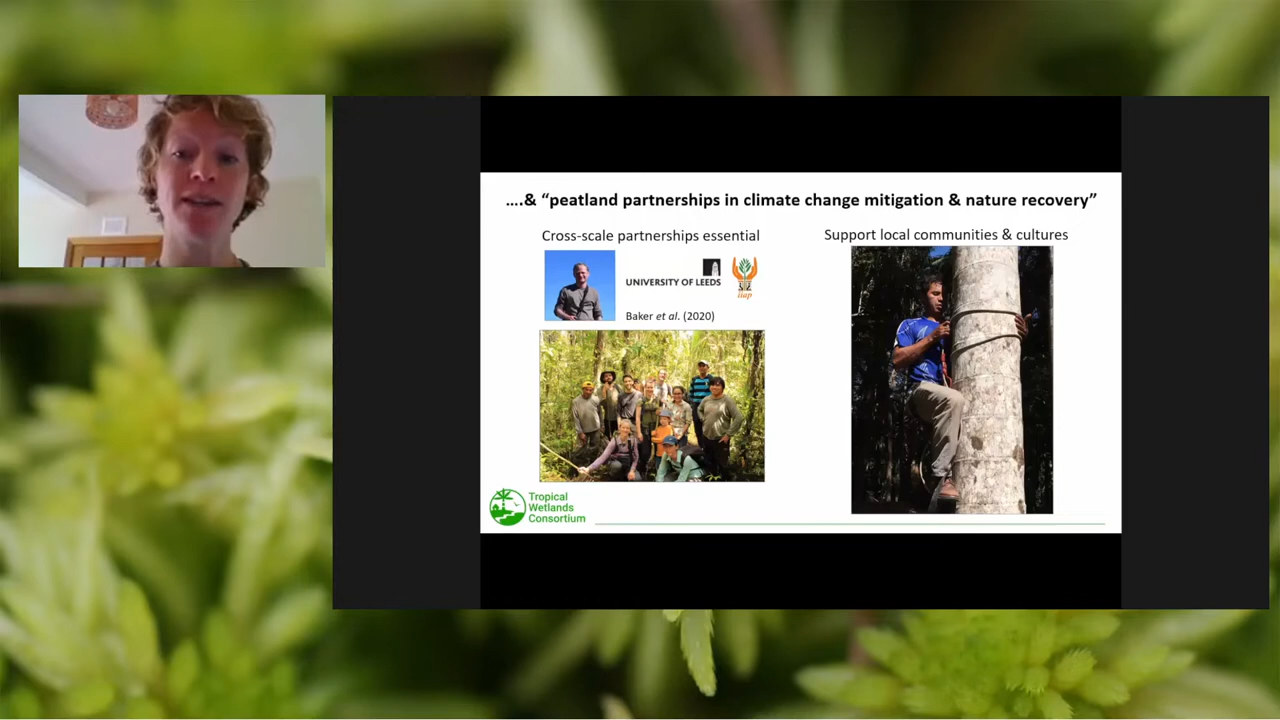 ....& “peatland partnerships in climate change mitigation & nature recovery”
Cross-scale partnerships essential
UNIVERSITY OF LEEDS
iiap
Baker et al. (2020)
Support local communities & cultures
Tropical
Wetlands
Consortium